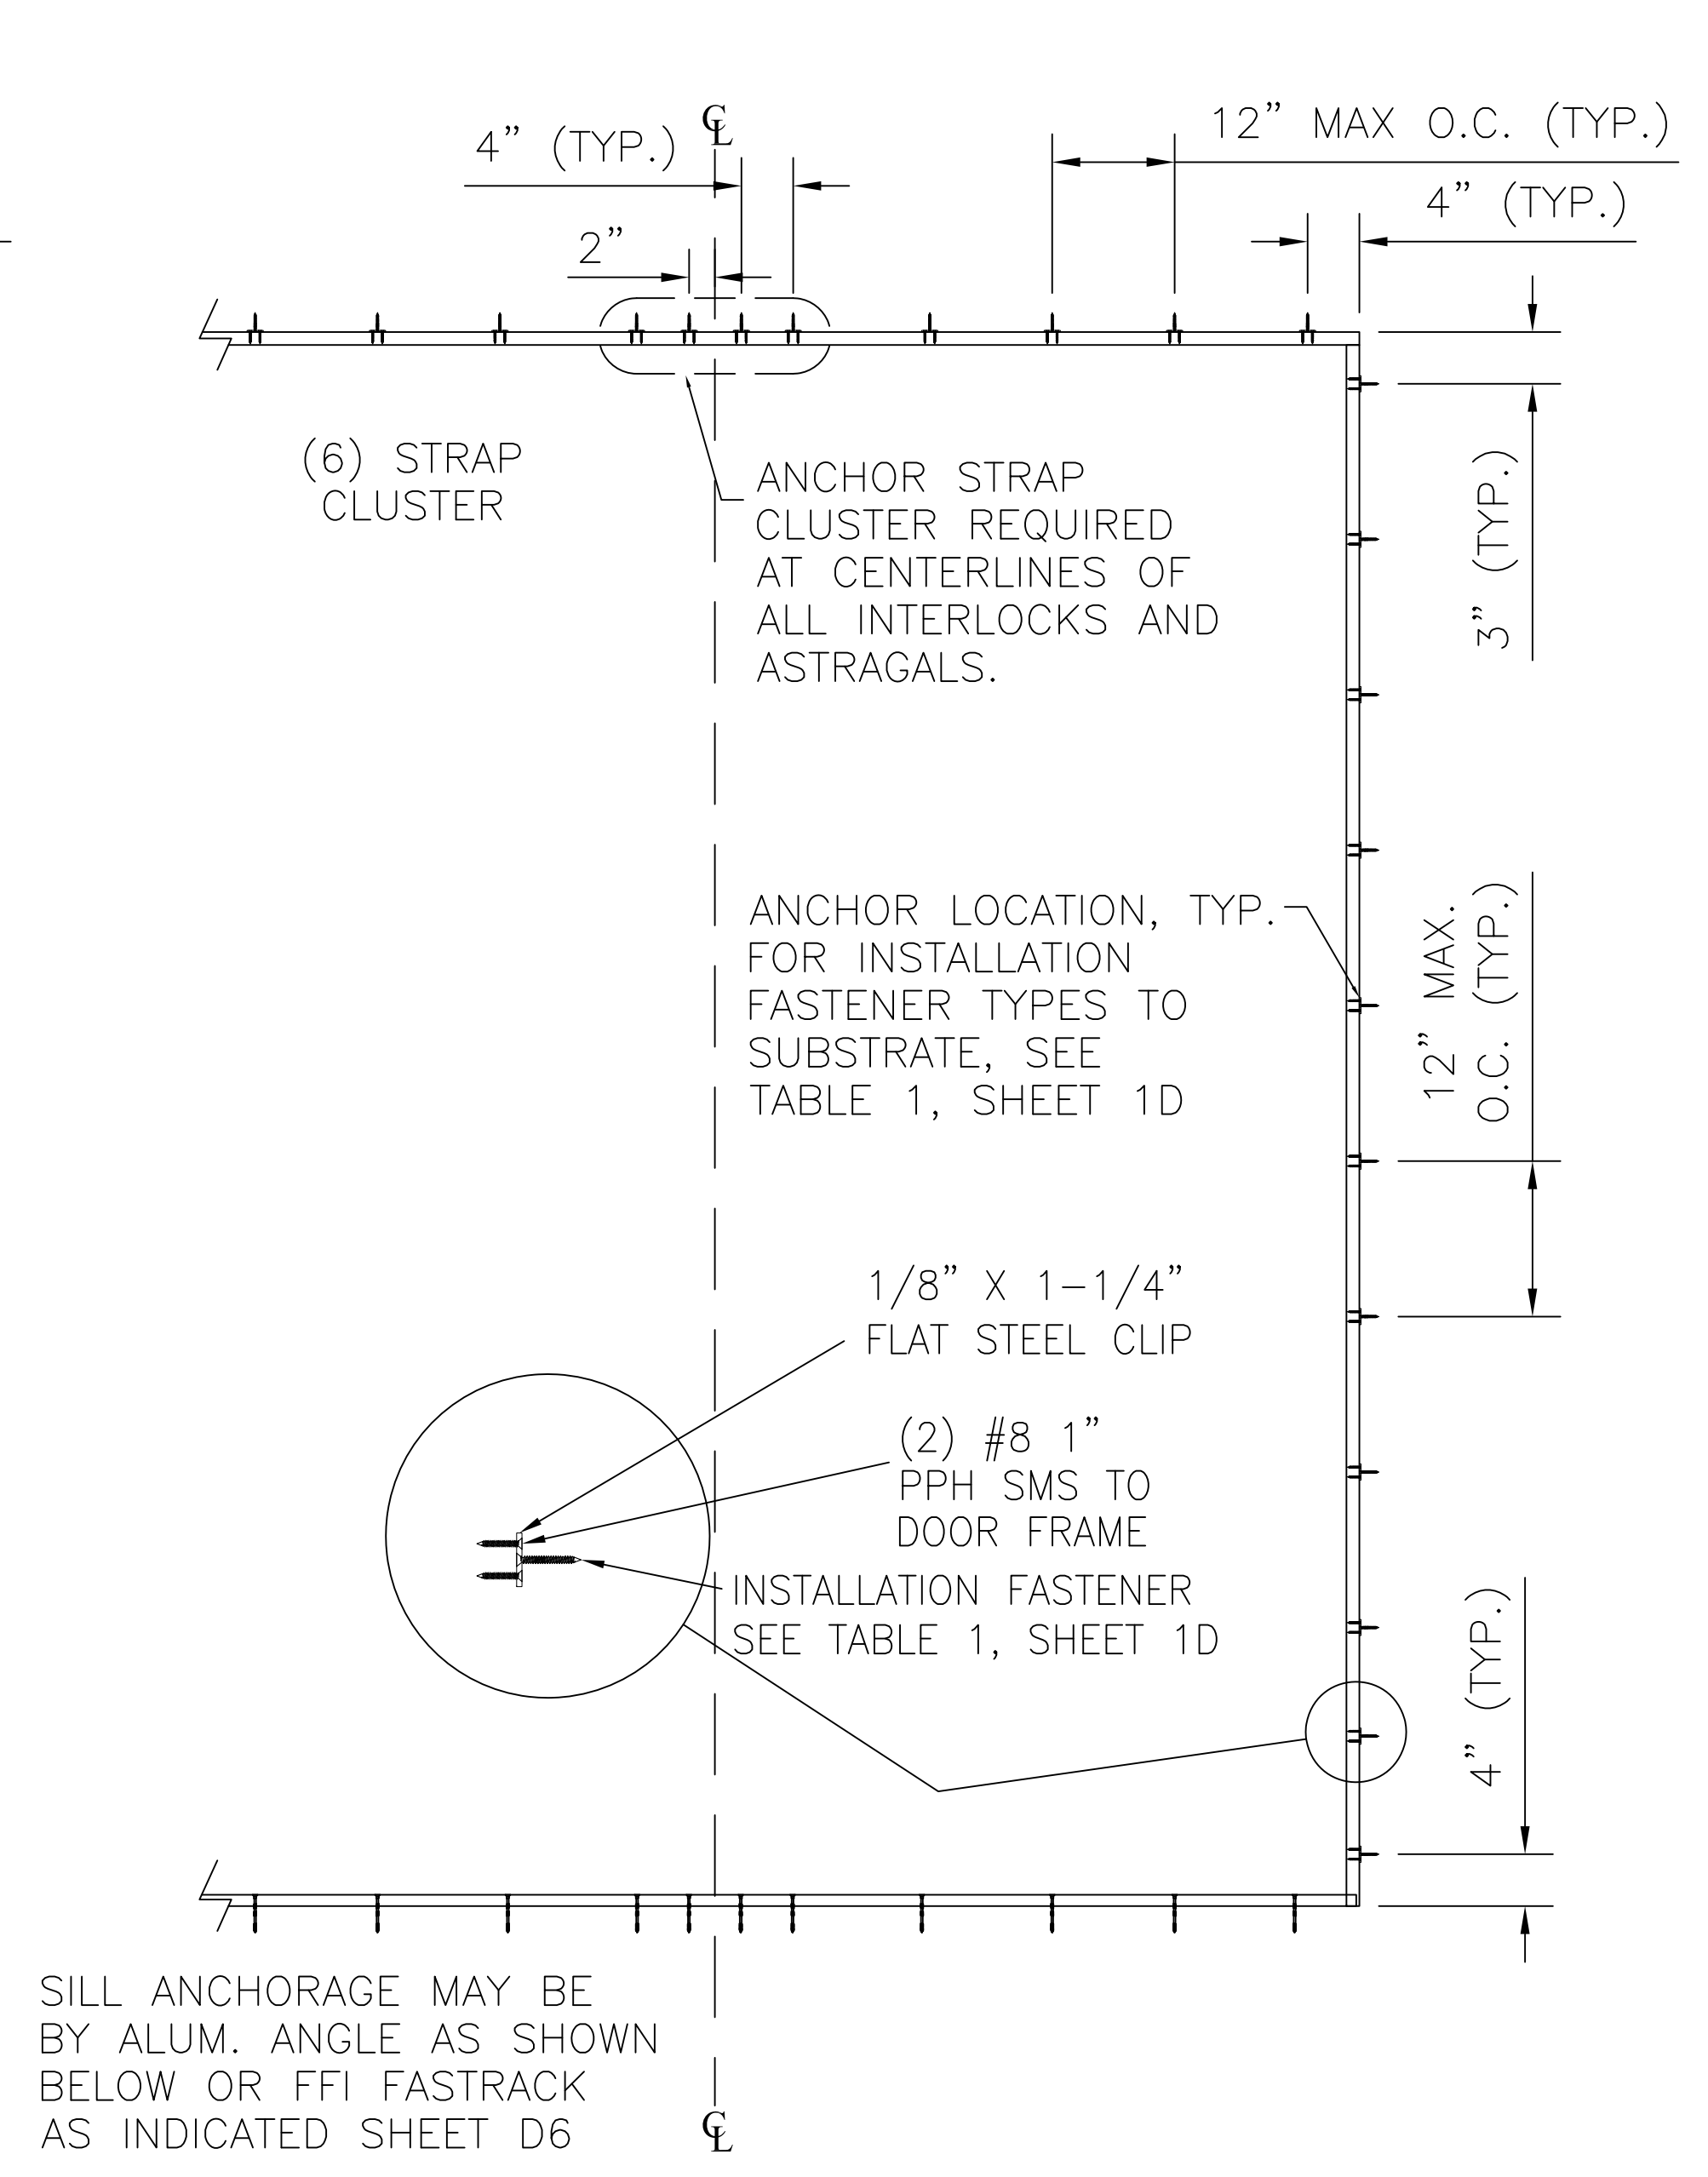 ℄
4” (TYP.)
12” MAX O.C. (TYP.)
4” (TYP.)
2”
(6) STRAP
CLUSTER
ANCHOR STRAP
CLUSTER REQUIRED
AT CENTERLINES OF
ALL INTERLOCKS AND
ASTRAGALS.
3” (TYP.)
ANCHOR LOCATION, TYP.
FOR INSTALLATION
FASTENER TYPES TO
SUBSTRATE, SEE
TABLE 1, SHEET 1D
12” MAX.
O.C. (TYP.)
1/8” X 1-1/4”
FLAT STEEL CLIP
(2) #8 1”
PPH SMS TO
DOOR FRAME
INSTALLATION FASTENER
SEE TABLE 1, SHEET 1D
4” (TYP.)
SILL ANCHORAGE MAY BE
BY ALUM. ANGLE AS SHOWN
BELOW OR FFI FASTRACK
AS INDICATED SHEET D6
℄